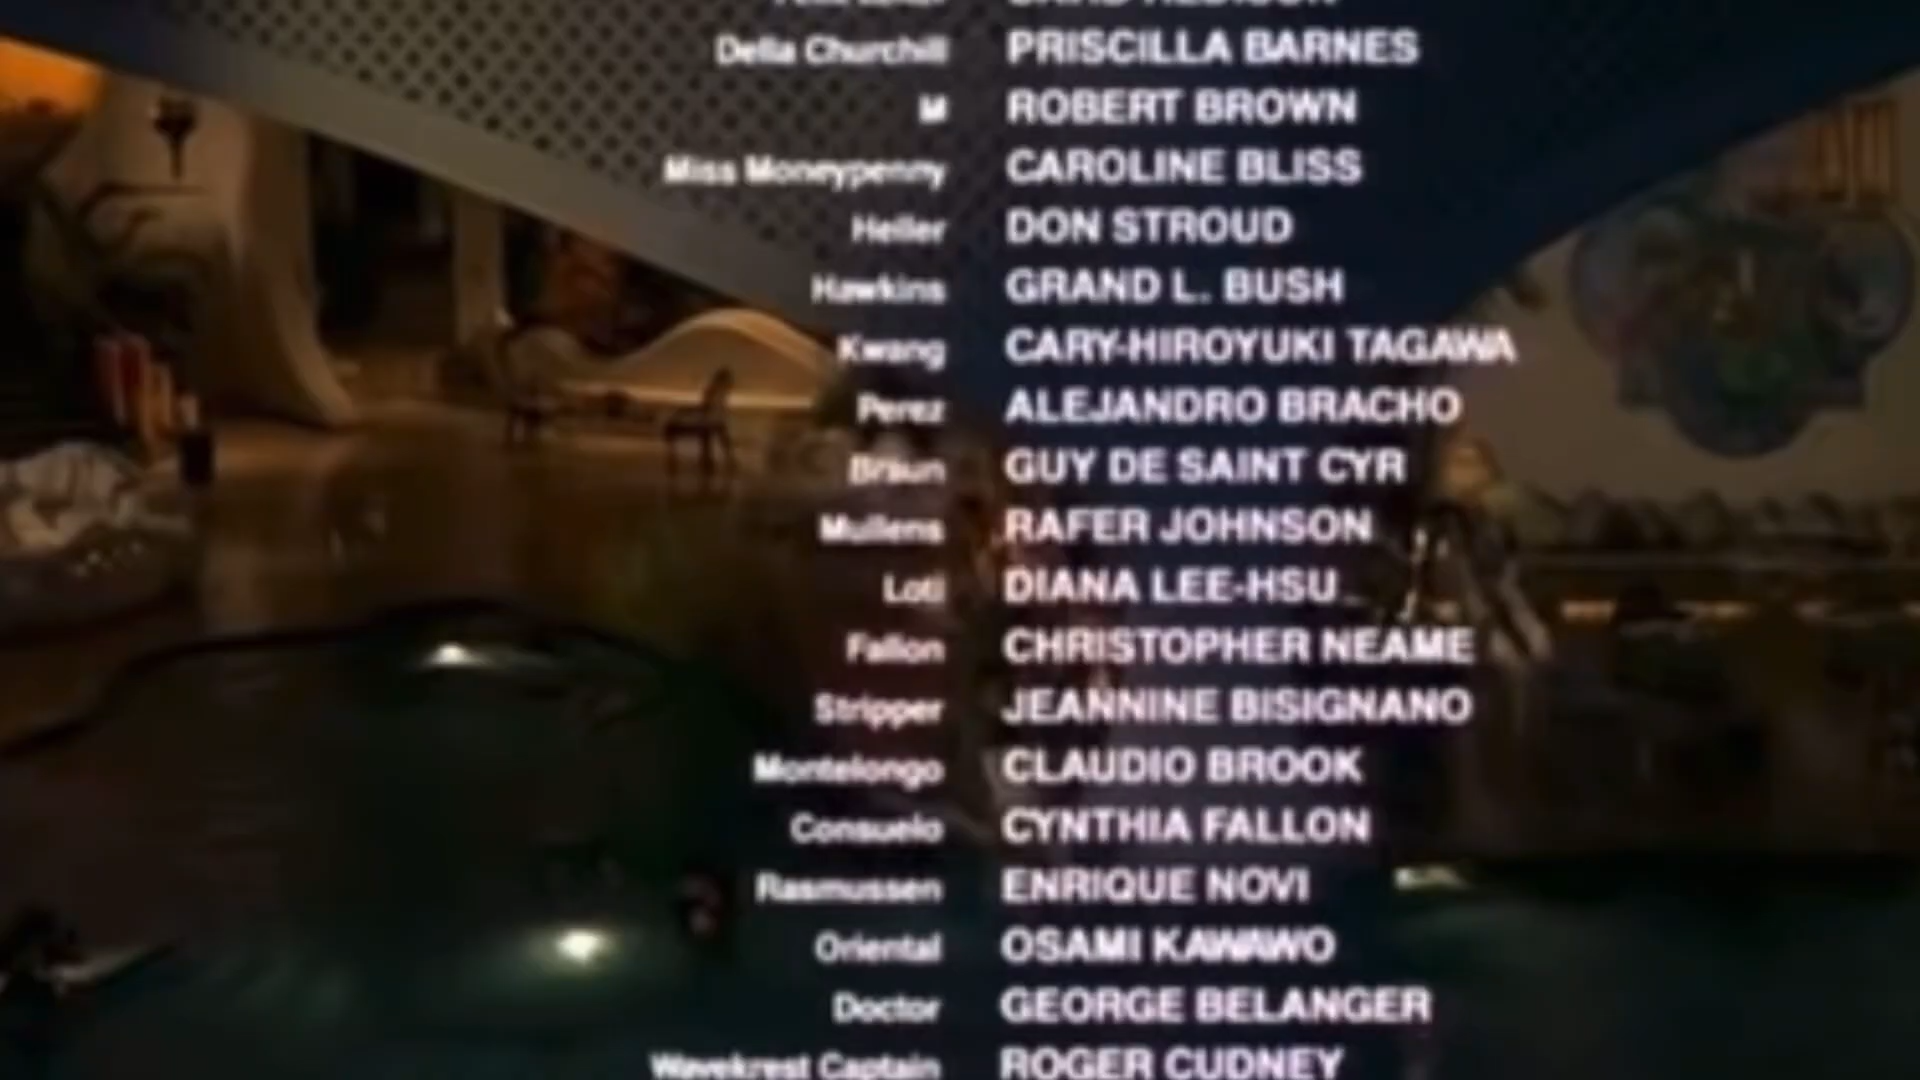 Della Churchill PRISCILLA BARNES
M ROBERT BROWN
Miss Moneypenny CAROLINE BLISS
Heller DON STROUD
Hawkins GRAND L. BUSH
Kwang CARY-HIROYUKI TAGAWA
Perez ALEJANDRO BRACHO
Braun GUY DE SAINT CYR
Mullens RAFER JOHNSON
Loti DIANA LEE-HSU
Fallon CHRISTOPHER NEAME
Stripper JEANNINE BISIGNANO
Montelongo CLAUDIO BROOK
Consuelo CYNTHIA FALLON
Rasmussen ENRIQUE NOVI
Oriental OSAMI KAWAWO
Doctor GEORGE BELANGER
Wavekrest Captain ROGER CUDNEY